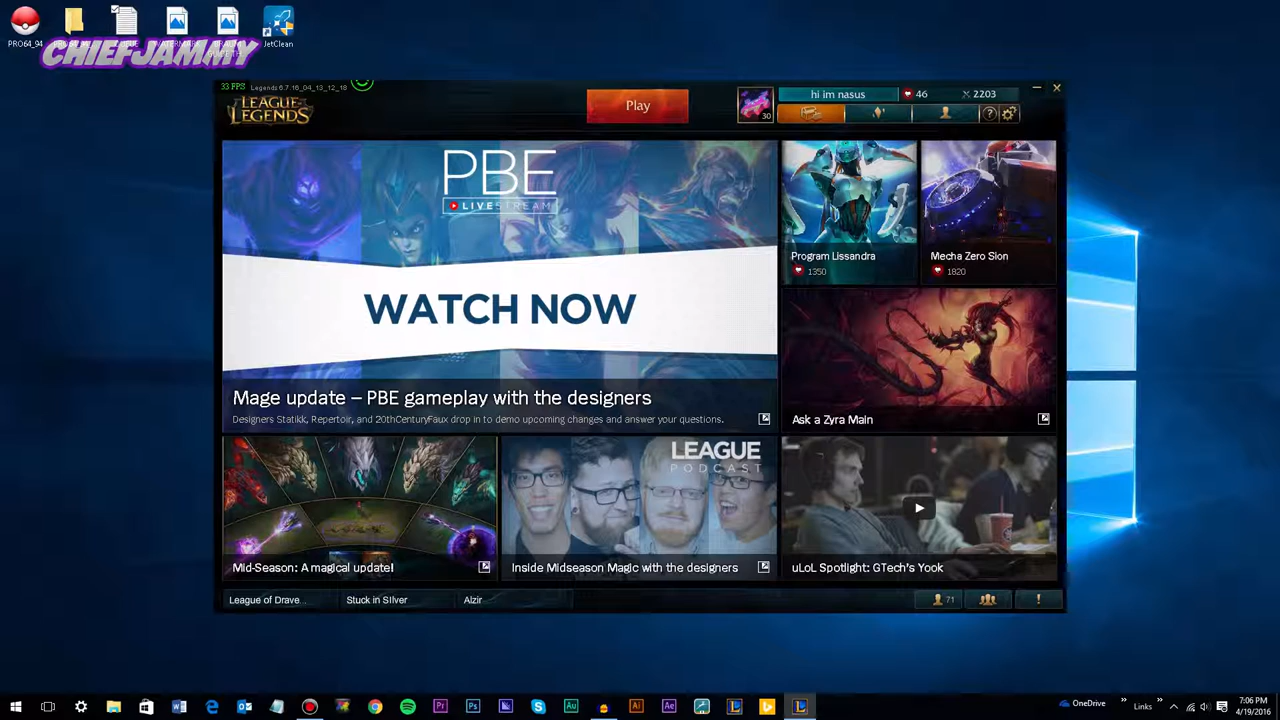 PRO64_94
JetClean
CHIEFJAMMY
33 FPS
Legends 6.7.16_04_13_12_18
LEAGUE
LEGENDS
Play
30
hi im nasus
46
2203
PBE
LIVESTREAM
WATCH NOW
Mage update – PBE gameplay with the designers
Designers Statikk, Repertoir, and 20thCenturyFaux drop in to demo upcoming changes and answer your questions.
Program Lissandra
1350
Mecha Zero Sion
1820
Ask a Zyra Main
Mid-Season: A magical update!
LEAGUE
PODCAST
Inside Midseason Magic with the designers
uLoL Spotlight: GTech's Yook
League of Drave...
Stuck in SIlver
Alzir
71
OneDrive
Links
7:06 PM
4/19/2016